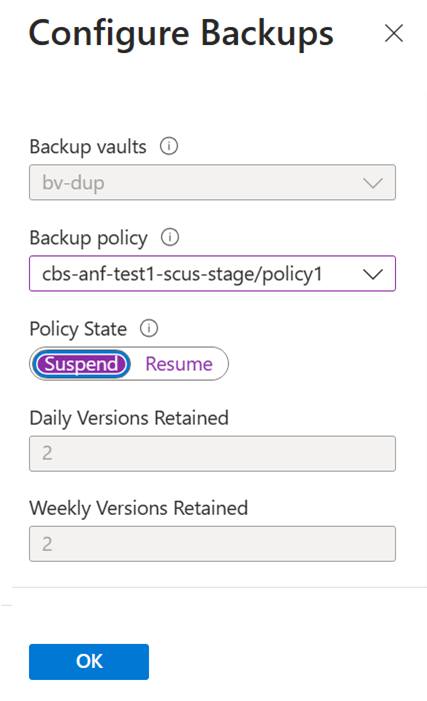 Configure Backups
Backup vaults
bv-dup
Backup policy
cbs-anf-test1-scus-stage/policy1
Policy State
Suspend Resume
Daily Versions Retained
2
Weekly Versions Retained
2
OK